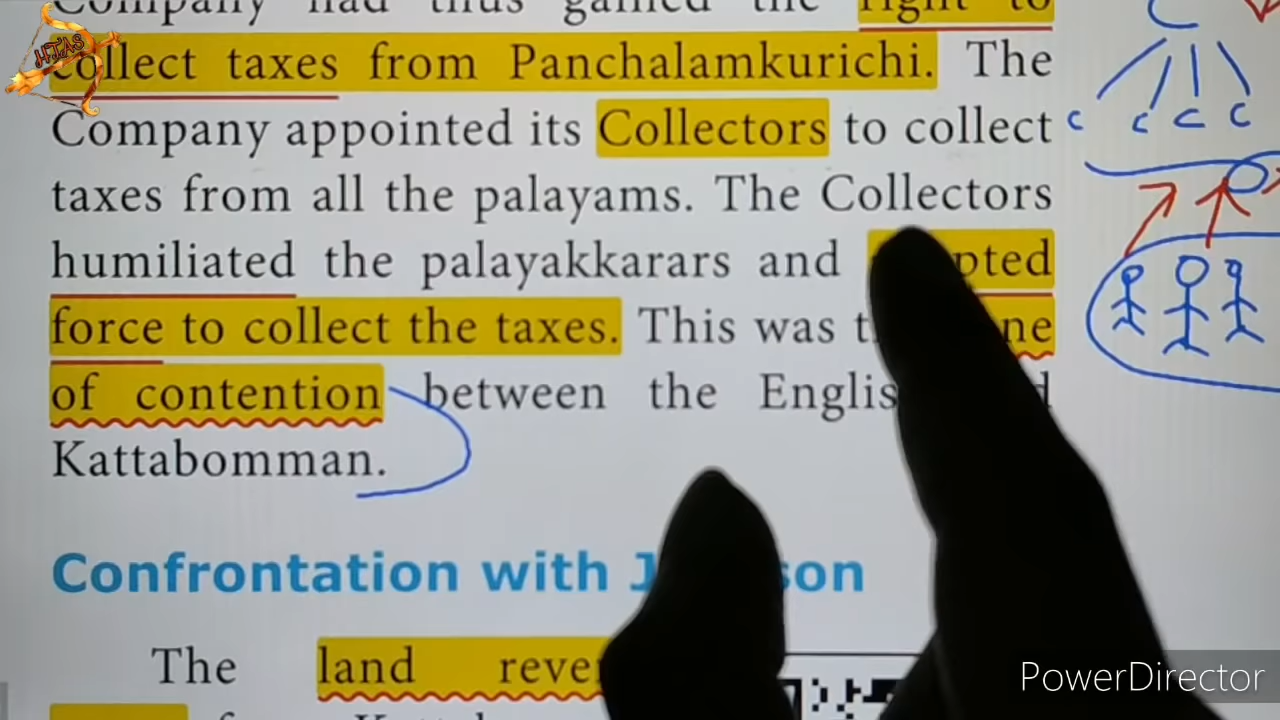 HTAS
Company had thus gained the right to
collect taxes from Panchalamkurichi. The
Company appointed its Collectors to collect
taxes from all the palayams. The Collectors
humiliated the palayakkarars and
force to collect the taxes. This was
of contention between the
Kattabomman.
Confrontation with
The land
C
C C C C
PowerDirector